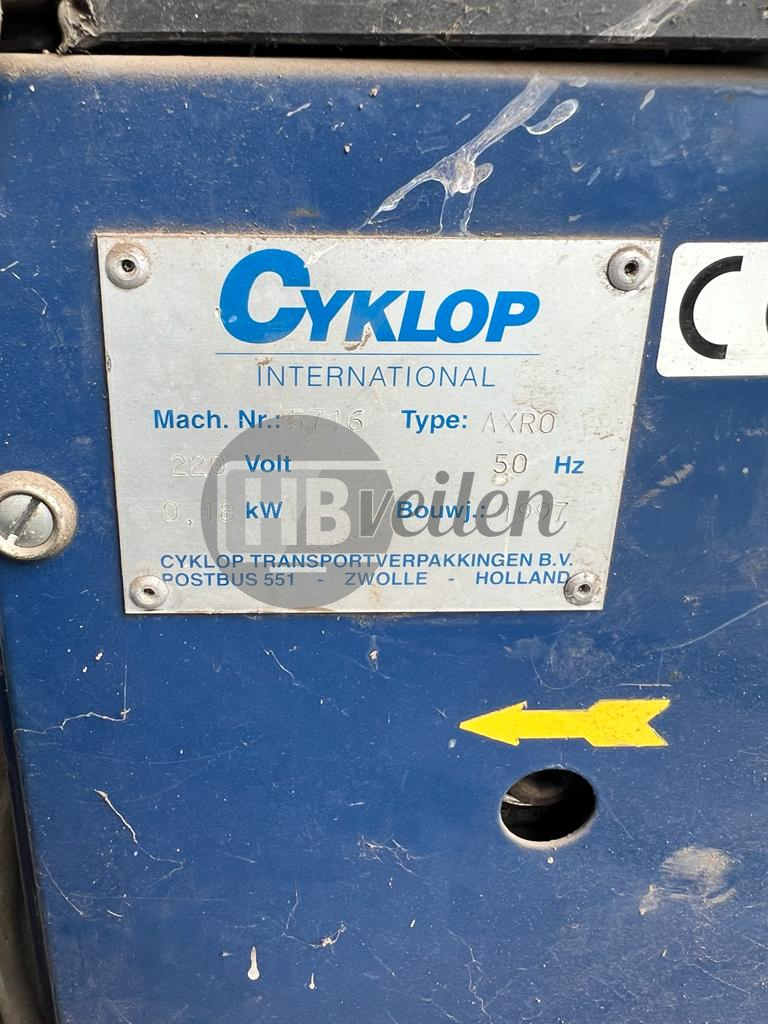 CYKLOP
INTERNATIONAL
Mach. Nr.: 5716 Type: AXRO
220 Volt 50 Hz
0,18 kW Bouwj.: 1997
HBveilen
CYKLOP TRANSPORTVERPAKKINGEN B.V.
POSTBUS 551 - ZWOLLE - HOLLAND
C